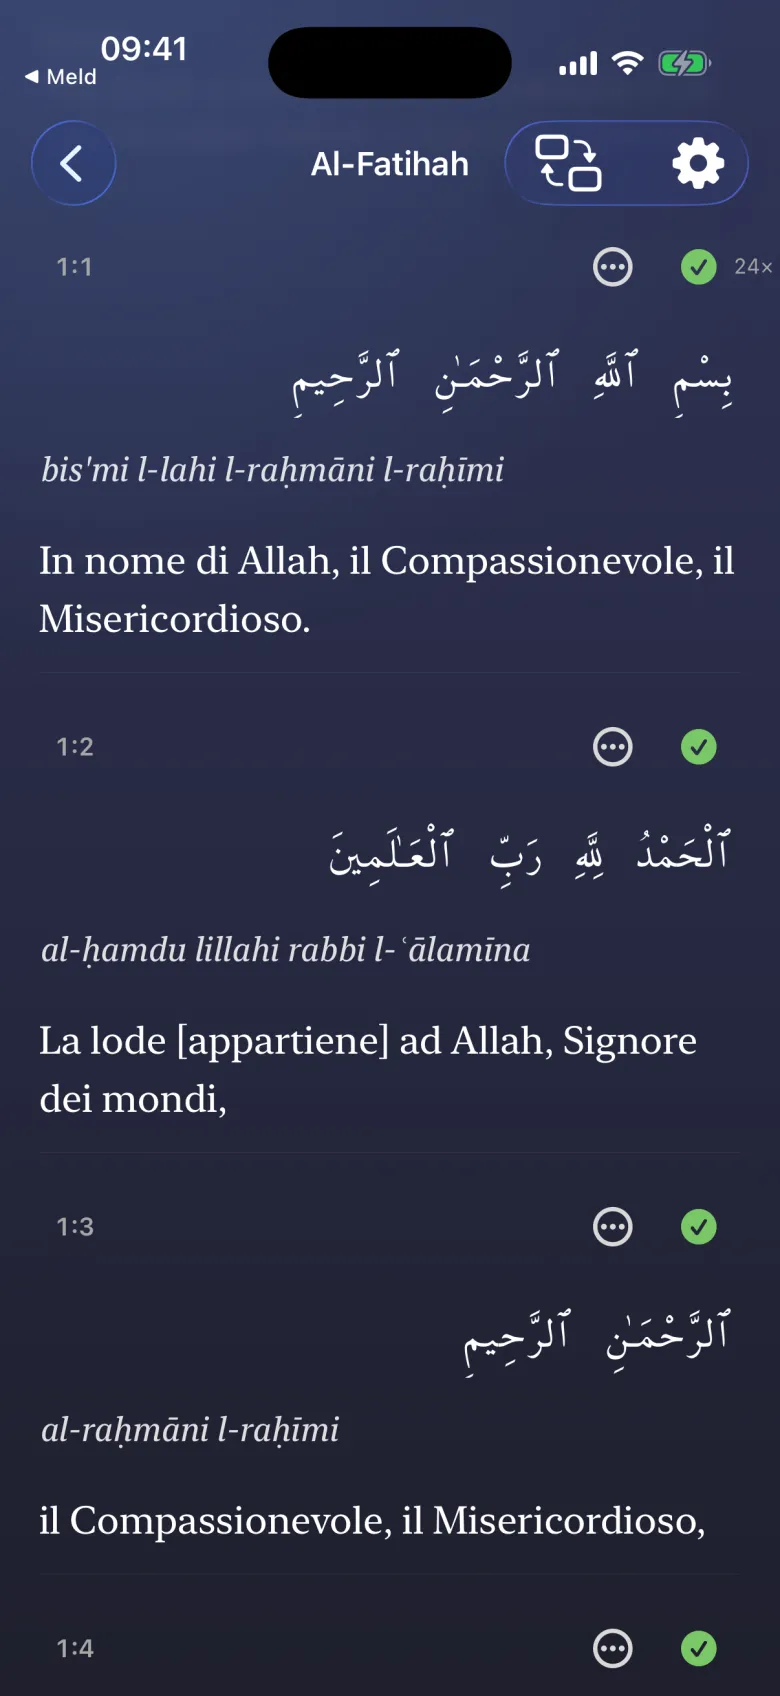 09:41
◀ Meld
Al-Fatihah
1:1
24×
بِسْمِ ٱللَّهِ ٱلرَّحْمَـٰنِ ٱلرَّحِيمِ
bis'mi l-lahi l-raḥmāni l-raḥīmi
In nome di Allah, il Compassionevole, il
Misericordioso.
1:2
ٱلْحَمْدُ لِلَّهِ رَبِّ ٱلْعَـٰلَمِينَ
al-ḥamdu lillahi rabbi l-ʿālamīna
La lode [appartiene] ad Allah, Signore
dei mondi,
1:3
ٱلرَّحْمَـٰنِ ٱلرَّحِيمِ
al-raḥmāni l-raḥīmi
il Compassionevole, il Misericordioso,
1:4